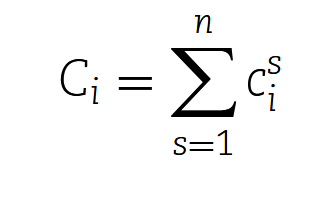 C_i = \sum_{s=1}^{n} c_i^s